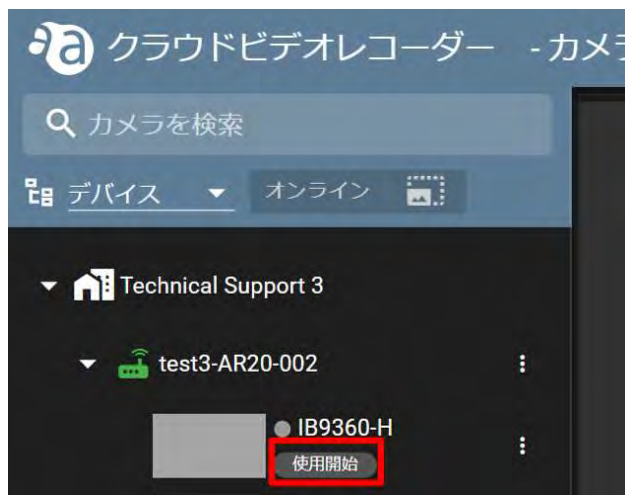 クラウドビデオレコーダー - カメラ
カメラを検索
デバイス オンライン
Technical Support 3
test3-AR20-002
IB9360-H
使用開始